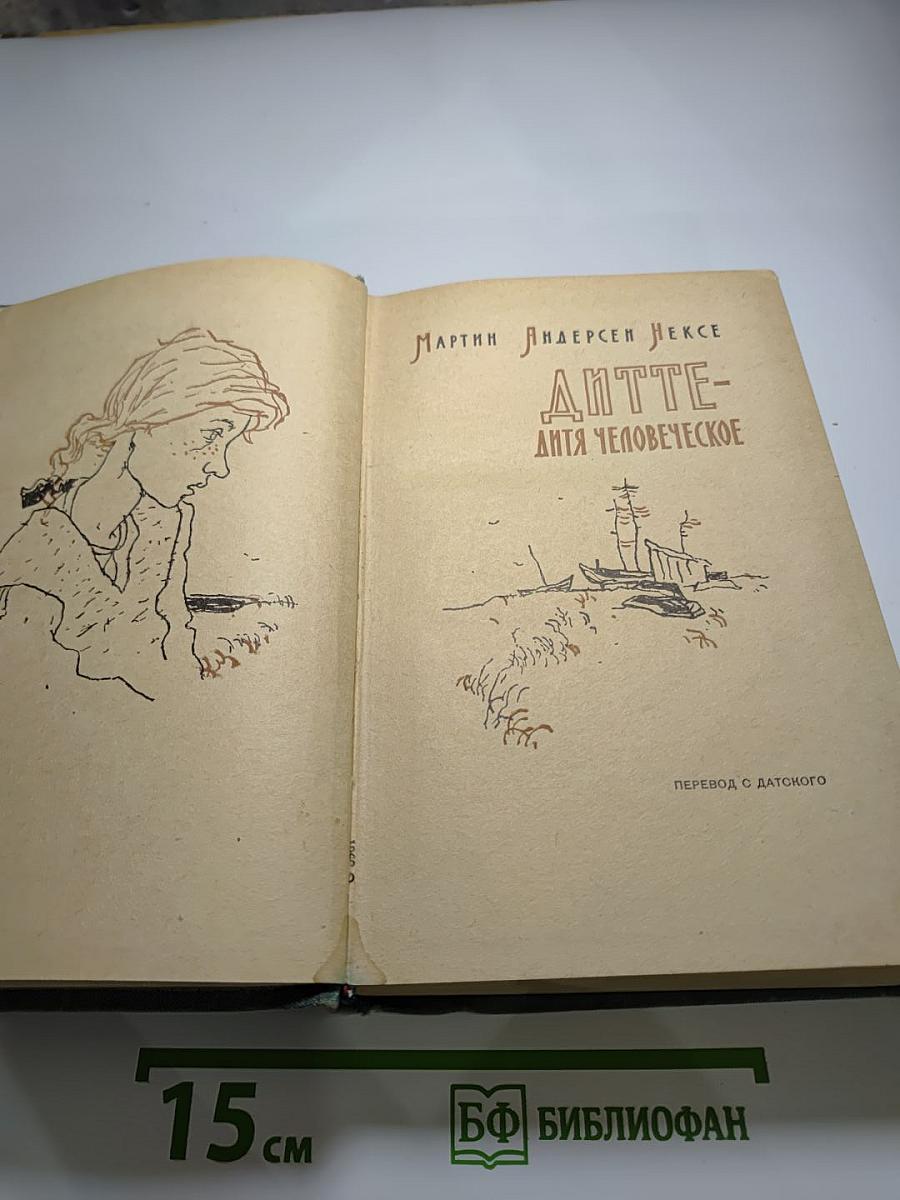 Мартин Андерсен Нексе
ДИТТЕ-
ДИТЯ ЧЕЛОВЕЧЕСКОЕ
ПЕРЕВОД С ДАТСКОГО
15 см
БФ БИБЛИОФАН